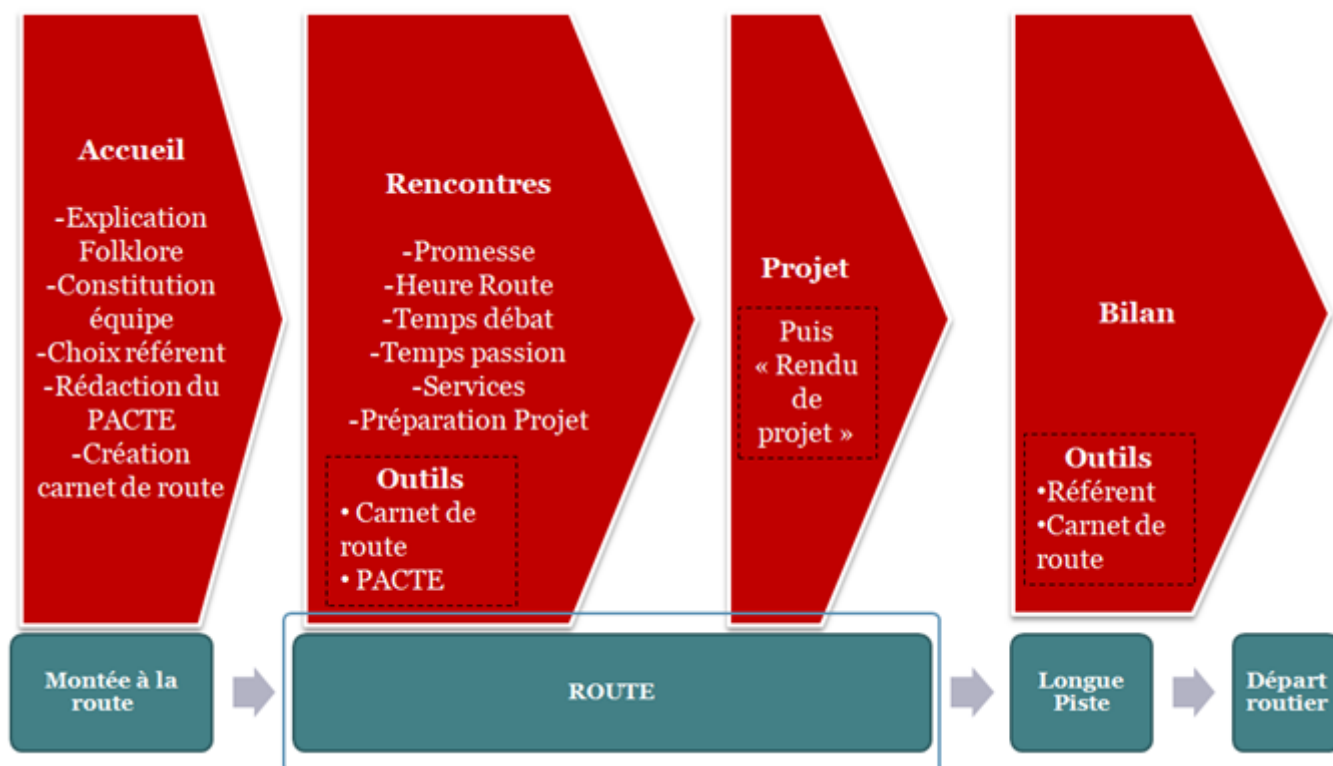 Accueil
-Explication
Folklore
-Constitution
équipe
-Choix référent
-Rédaction du
PACTE
-Création
carnet de route
Rencontres
-Promesse
-Heure Route
-Temps débat
-Temps passion
-Services
-Préparation Projet
Outils
• Carnet de
route
• PACTE
Projet
Puis
« Rendu
de
projet »
Bilan
Outils
•Référent
•Carnet de
route
Montée à la
route
ROUTE
Longue
Piste
Départ
routier